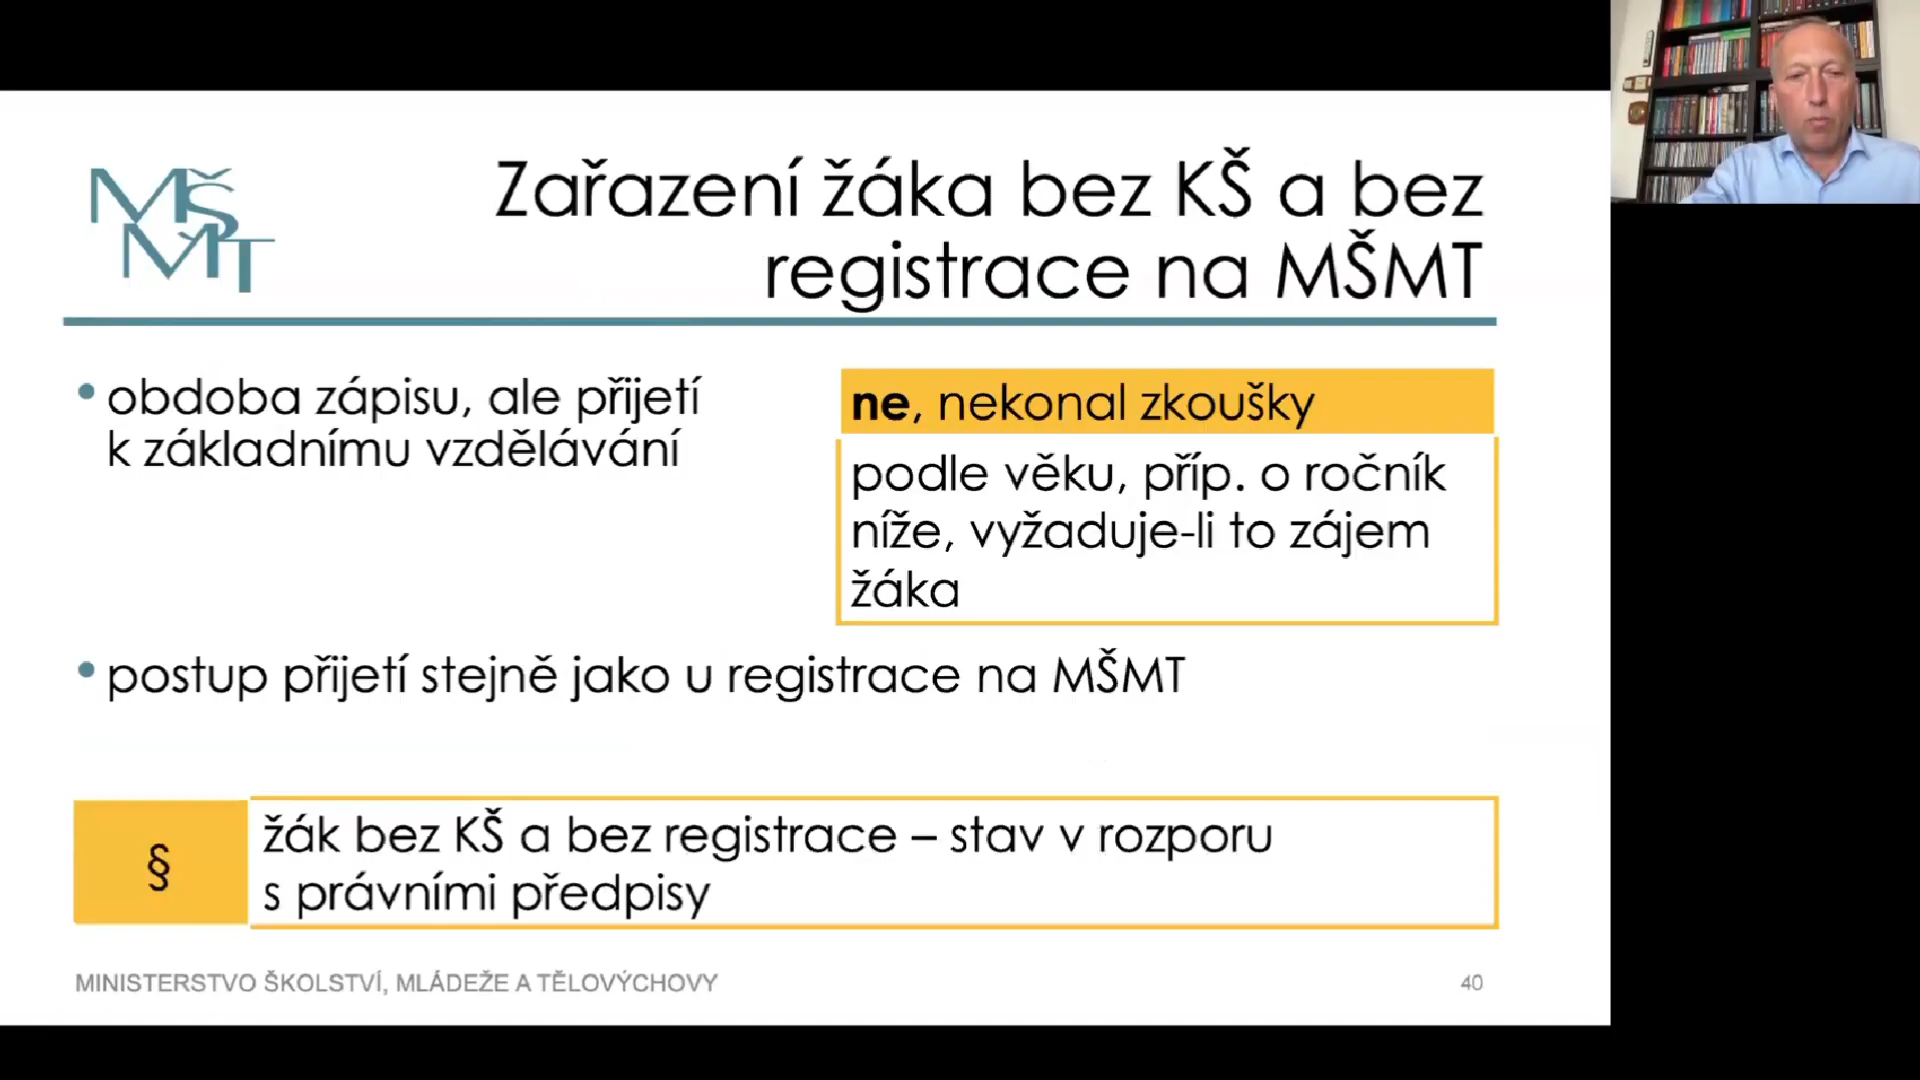 MŠMT
Zařazení žáka bez KŠ a bez
registrace na MŠMT
• obdoba zápisu, ale přijetí
k základnímu vzdělávání
ne, nekonal zkoušky
podle věku, příp. o ročník
níže, vyžaduje-li to zájem
žáka
• postup přijetí stejně jako u registrace na MŠMT
§
žák bez KŠ a bez registrace – stav v rozporu
s právními předpisy
MINISTERSTVO ŠKOLSTVÍ, MLÁDEŽE A TĚLOVÝCHOVY
40